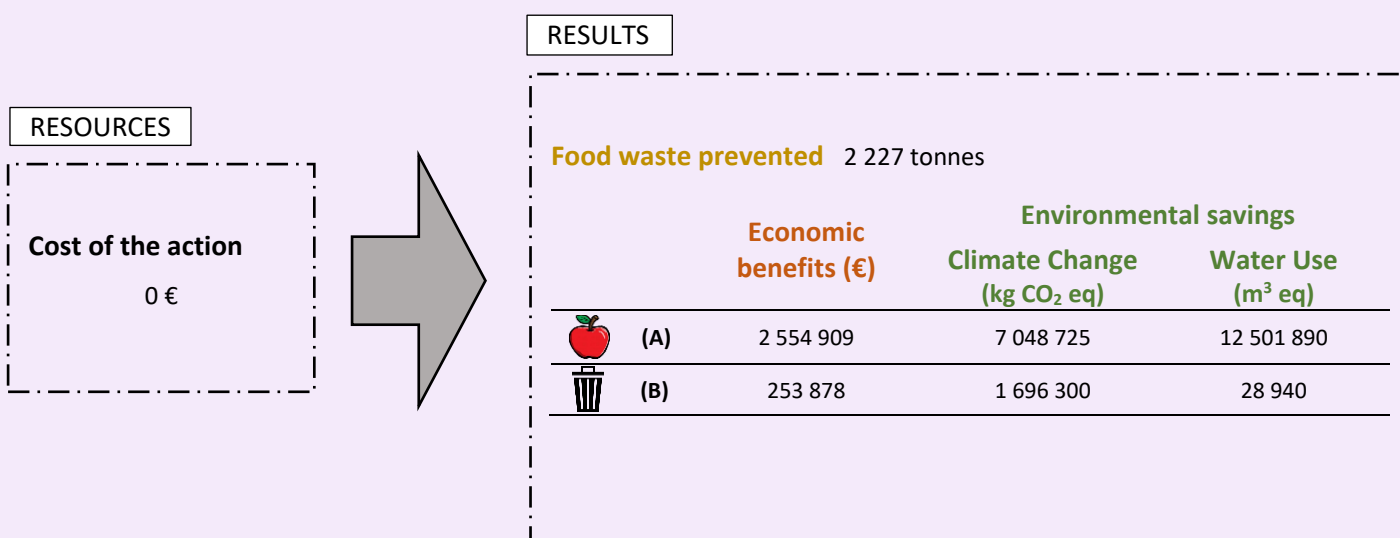 RESULTS
RESOURCES
Cost of the action
0 €
Food waste prevented 2 227 tonnes
Economic
benefits (€)
Environmental savings
Climate Change
(kg CO₂ eq)
Water Use
(m³ eq)
(A) 2 554 909 7 048 725 12 501 890
(B) 253 878 1 696 300 28 940